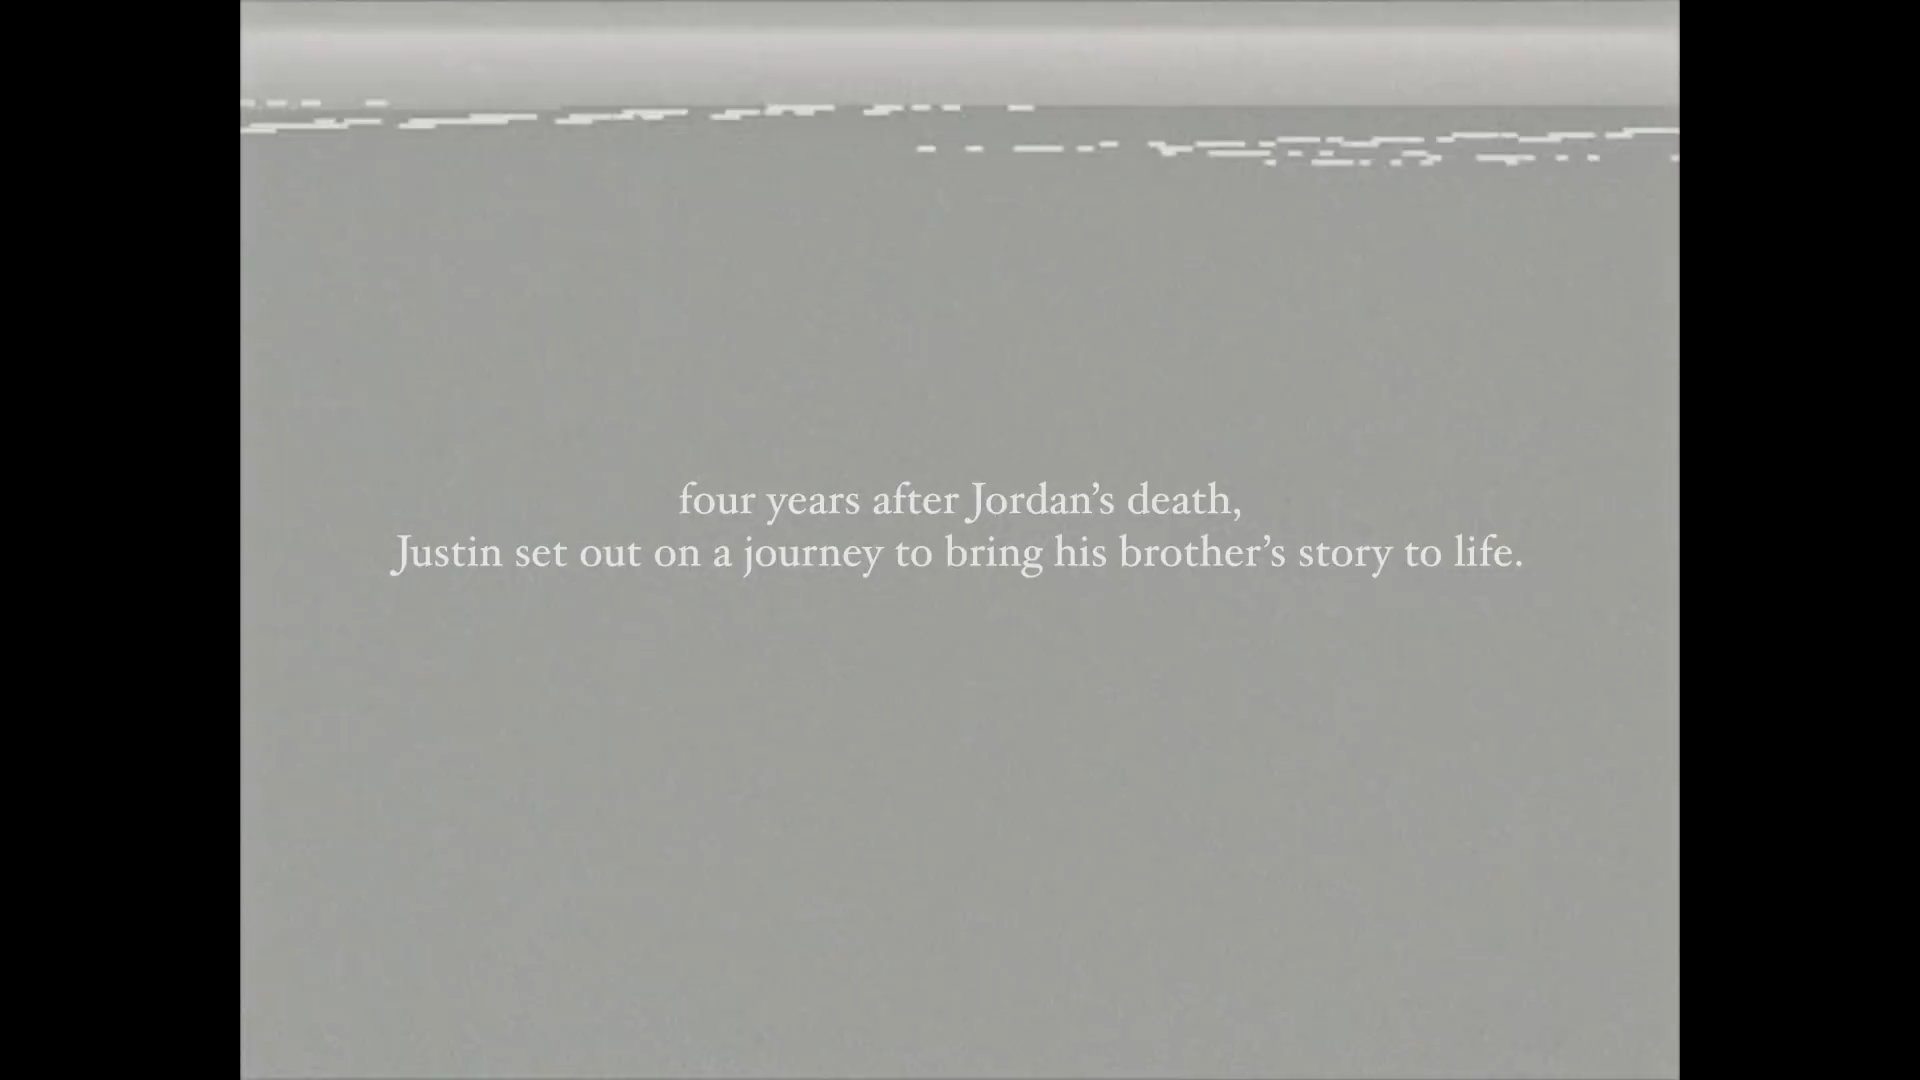 four years after Jordan’s death,
Justin set out on a journey to bring his brother’s story to life.